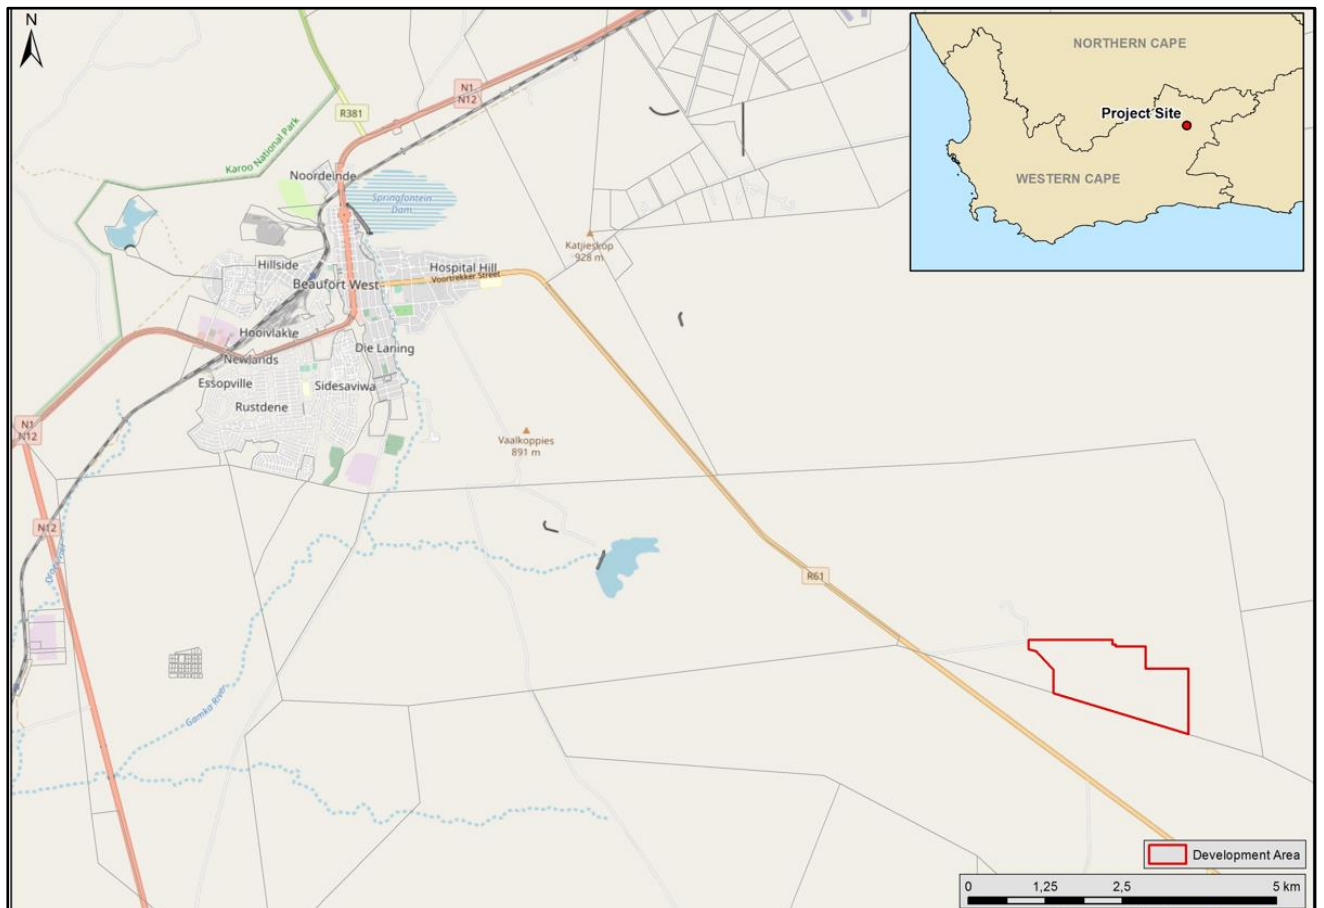 N
N1
N12
R381
Karoo National Park
Noordeinde
Springfontein
Dam
Katjieskop
928 m
Hillside
Hospital Hill
Voortrekker Street
Beaufort West
Hooivlakte
Die Laning
Newlands
Essopville
Sidesaviwa
Rustdene
N1
N12
Vaalkoppies
891 m
N12
R61
Gamka River
NORTHERN CAPE
Project Site
WESTERN CAPE
Development Area
0 1,25 2,5 5 km